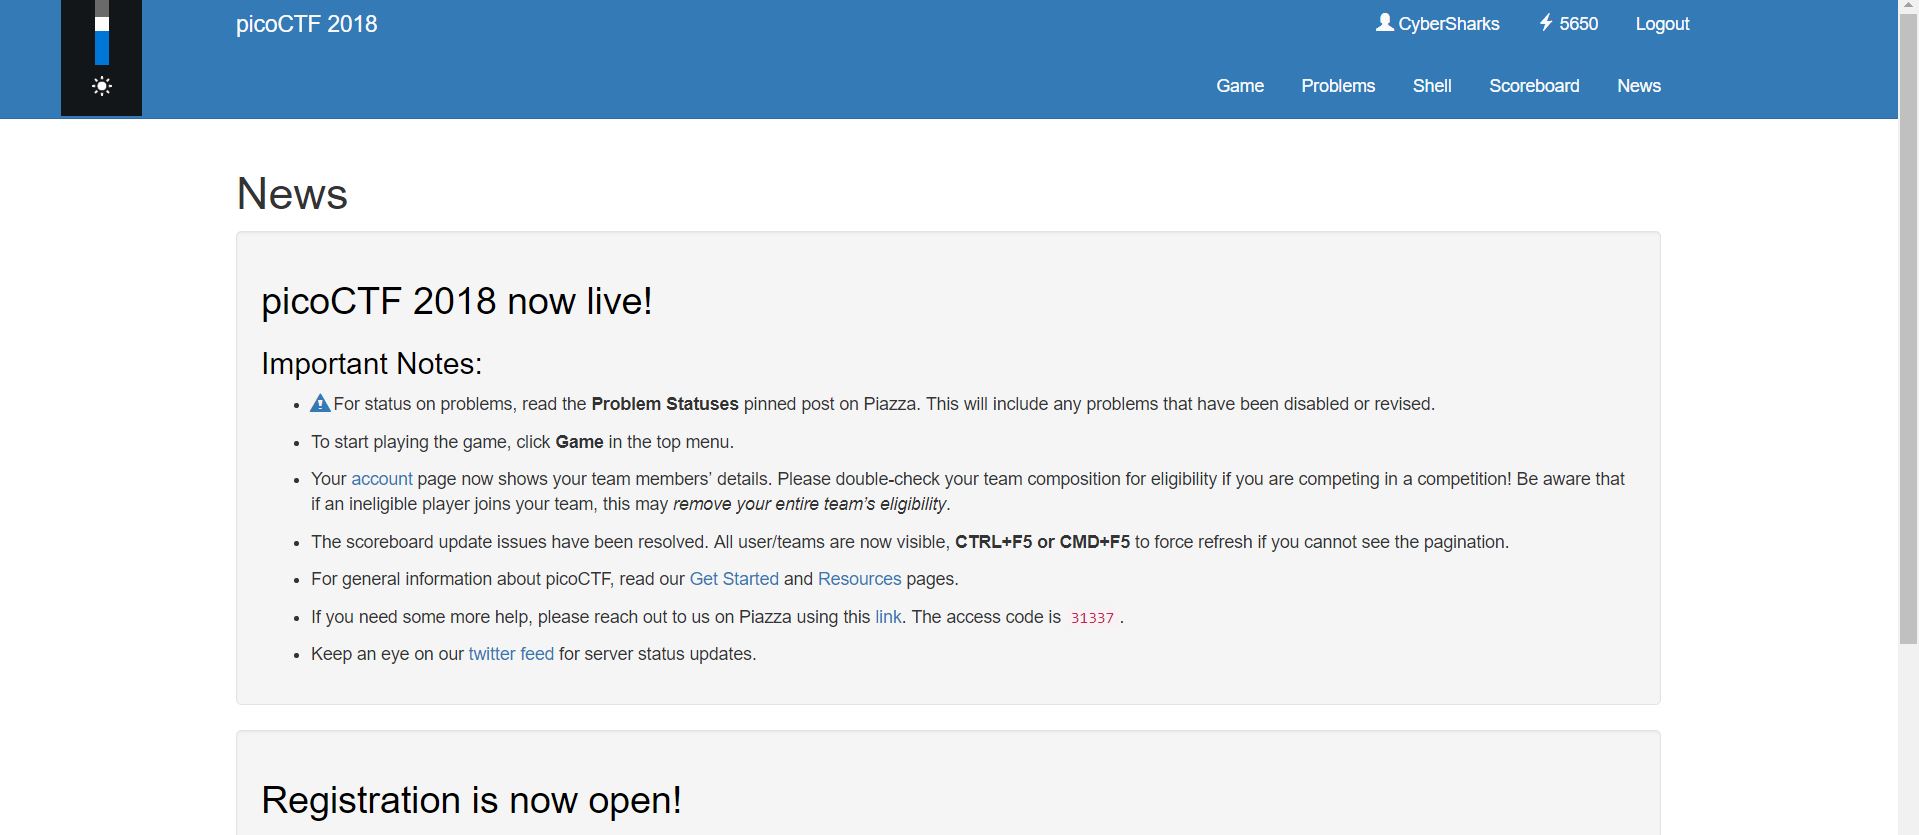 picoCTF 2018
CyberSharks 5650 Logout
Game Problems Shell Scoreboard News
News
picoCTF 2018 now live!
Important Notes:
For status on problems, read the Problem Statuses pinned post on Piazza. This will include any problems that have been disabled or revised.
To start playing the game, click Game in the top menu.
Your account page now shows your team members’ details. Please double-check your team composition for eligibility if you are competing in a competition! Be aware that
if an ineligible player joins your team, this may remove your entire team’s eligibility.
The scoreboard update issues have been resolved. All user/teams are now visible, CTRL+F5 or CMD+F5 to force refresh if you cannot see the pagination.
For general information about picoCTF, read our Get Started and Resources pages.
If you need some more help, please reach out to us on Piazza using this link. The access code is 31337 .
Keep an eye on our twitter feed for server status updates.
Registration is now open!